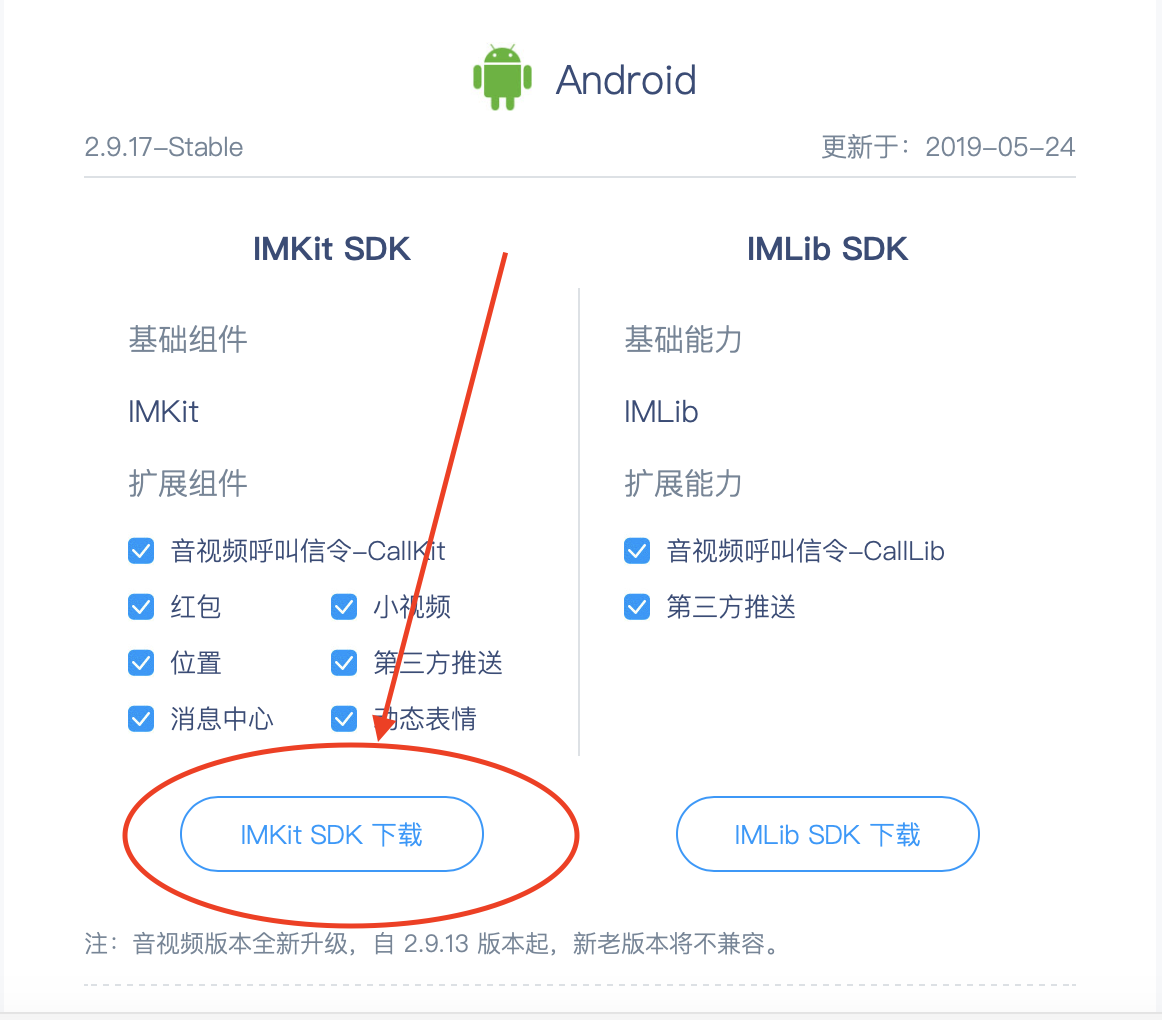 Android
2.9.17-Stable
更新于：2019-05-24
IMKit SDK
IMLib SDK
基础组件
基础能力
IMKit
IMLib
扩展组件
扩展能力
音视频呼叫信令-CallKit
音视频呼叫信令-CallLib
红包
小视频
第三方推送
位置
第三方推送
消息中心
动态表情
IMKit SDK 下载
IMLib SDK 下载
注：音视频版本全新升级，自 2.9.13 版本起，新老版本将不兼容。